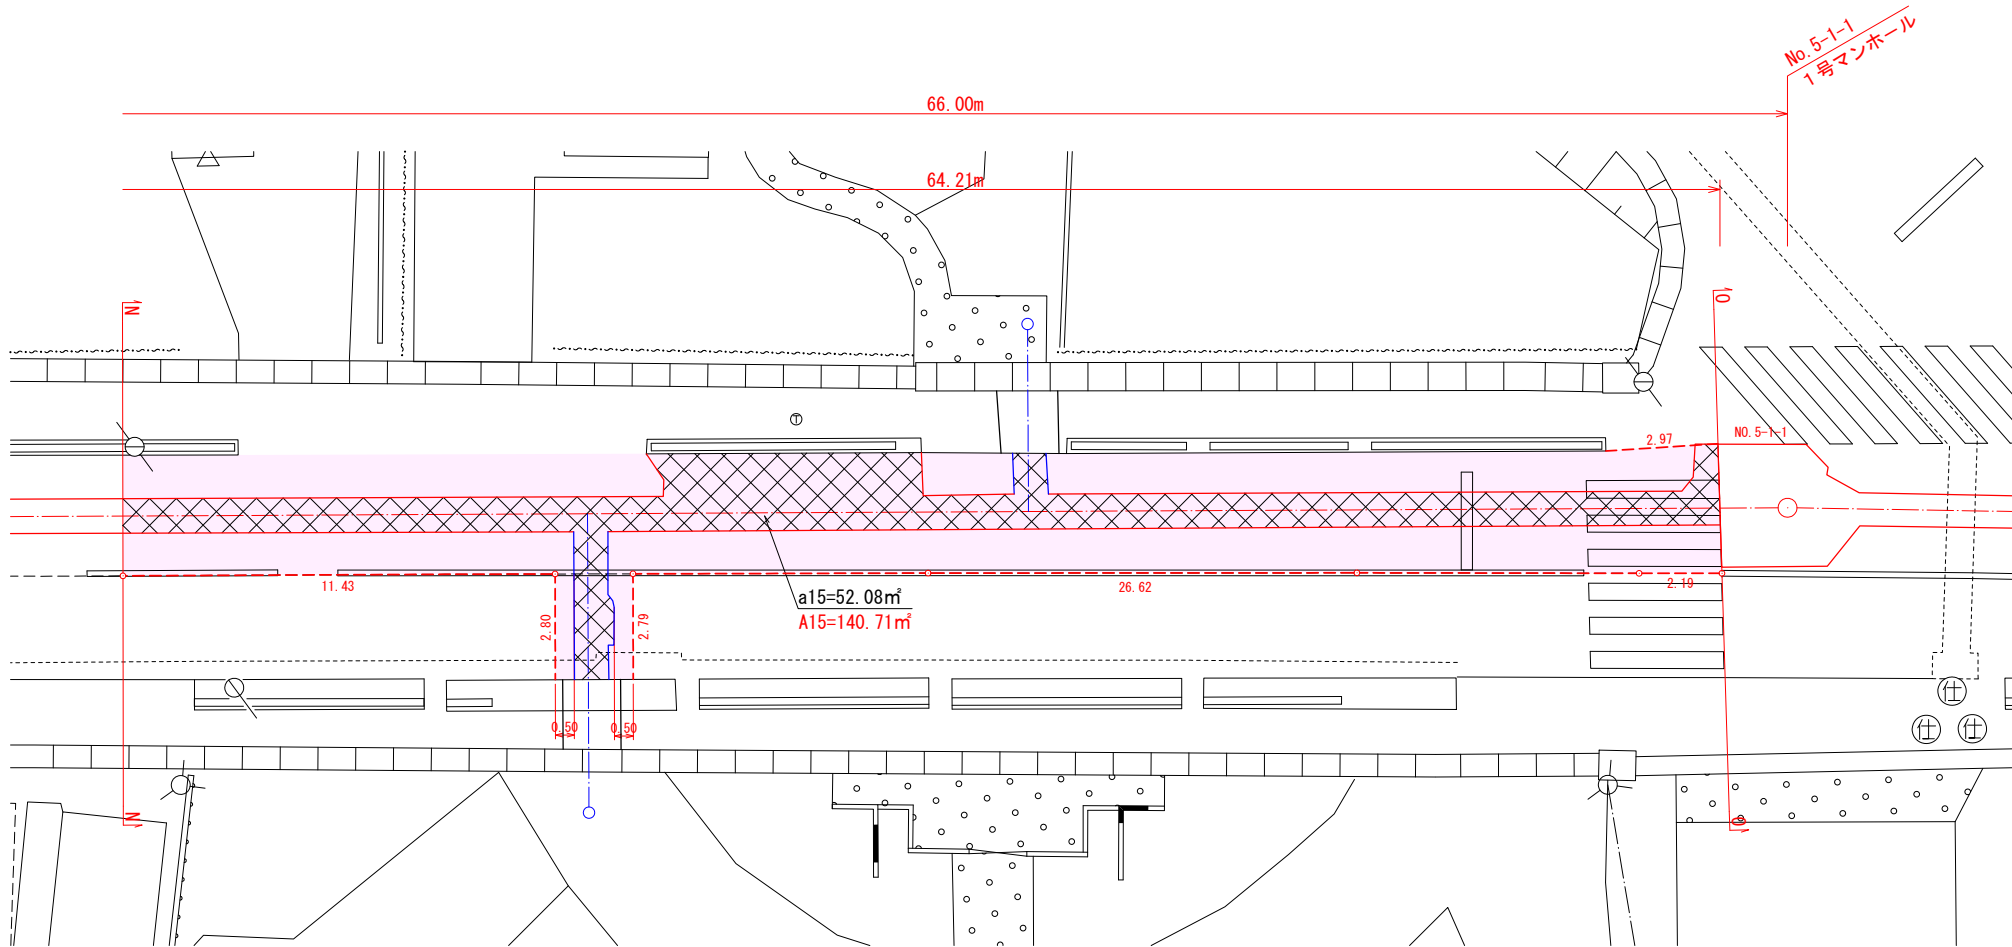 No.5-1-1
1号マンホール
66.00m
64.21m
N
O
T
2.97
NO.5-1-1
11.43
26.62
2.19
a15=52.08㎡
A15=140.71㎡
2.80
2.79
0.50
0.50
仕
仕
仕
N
O